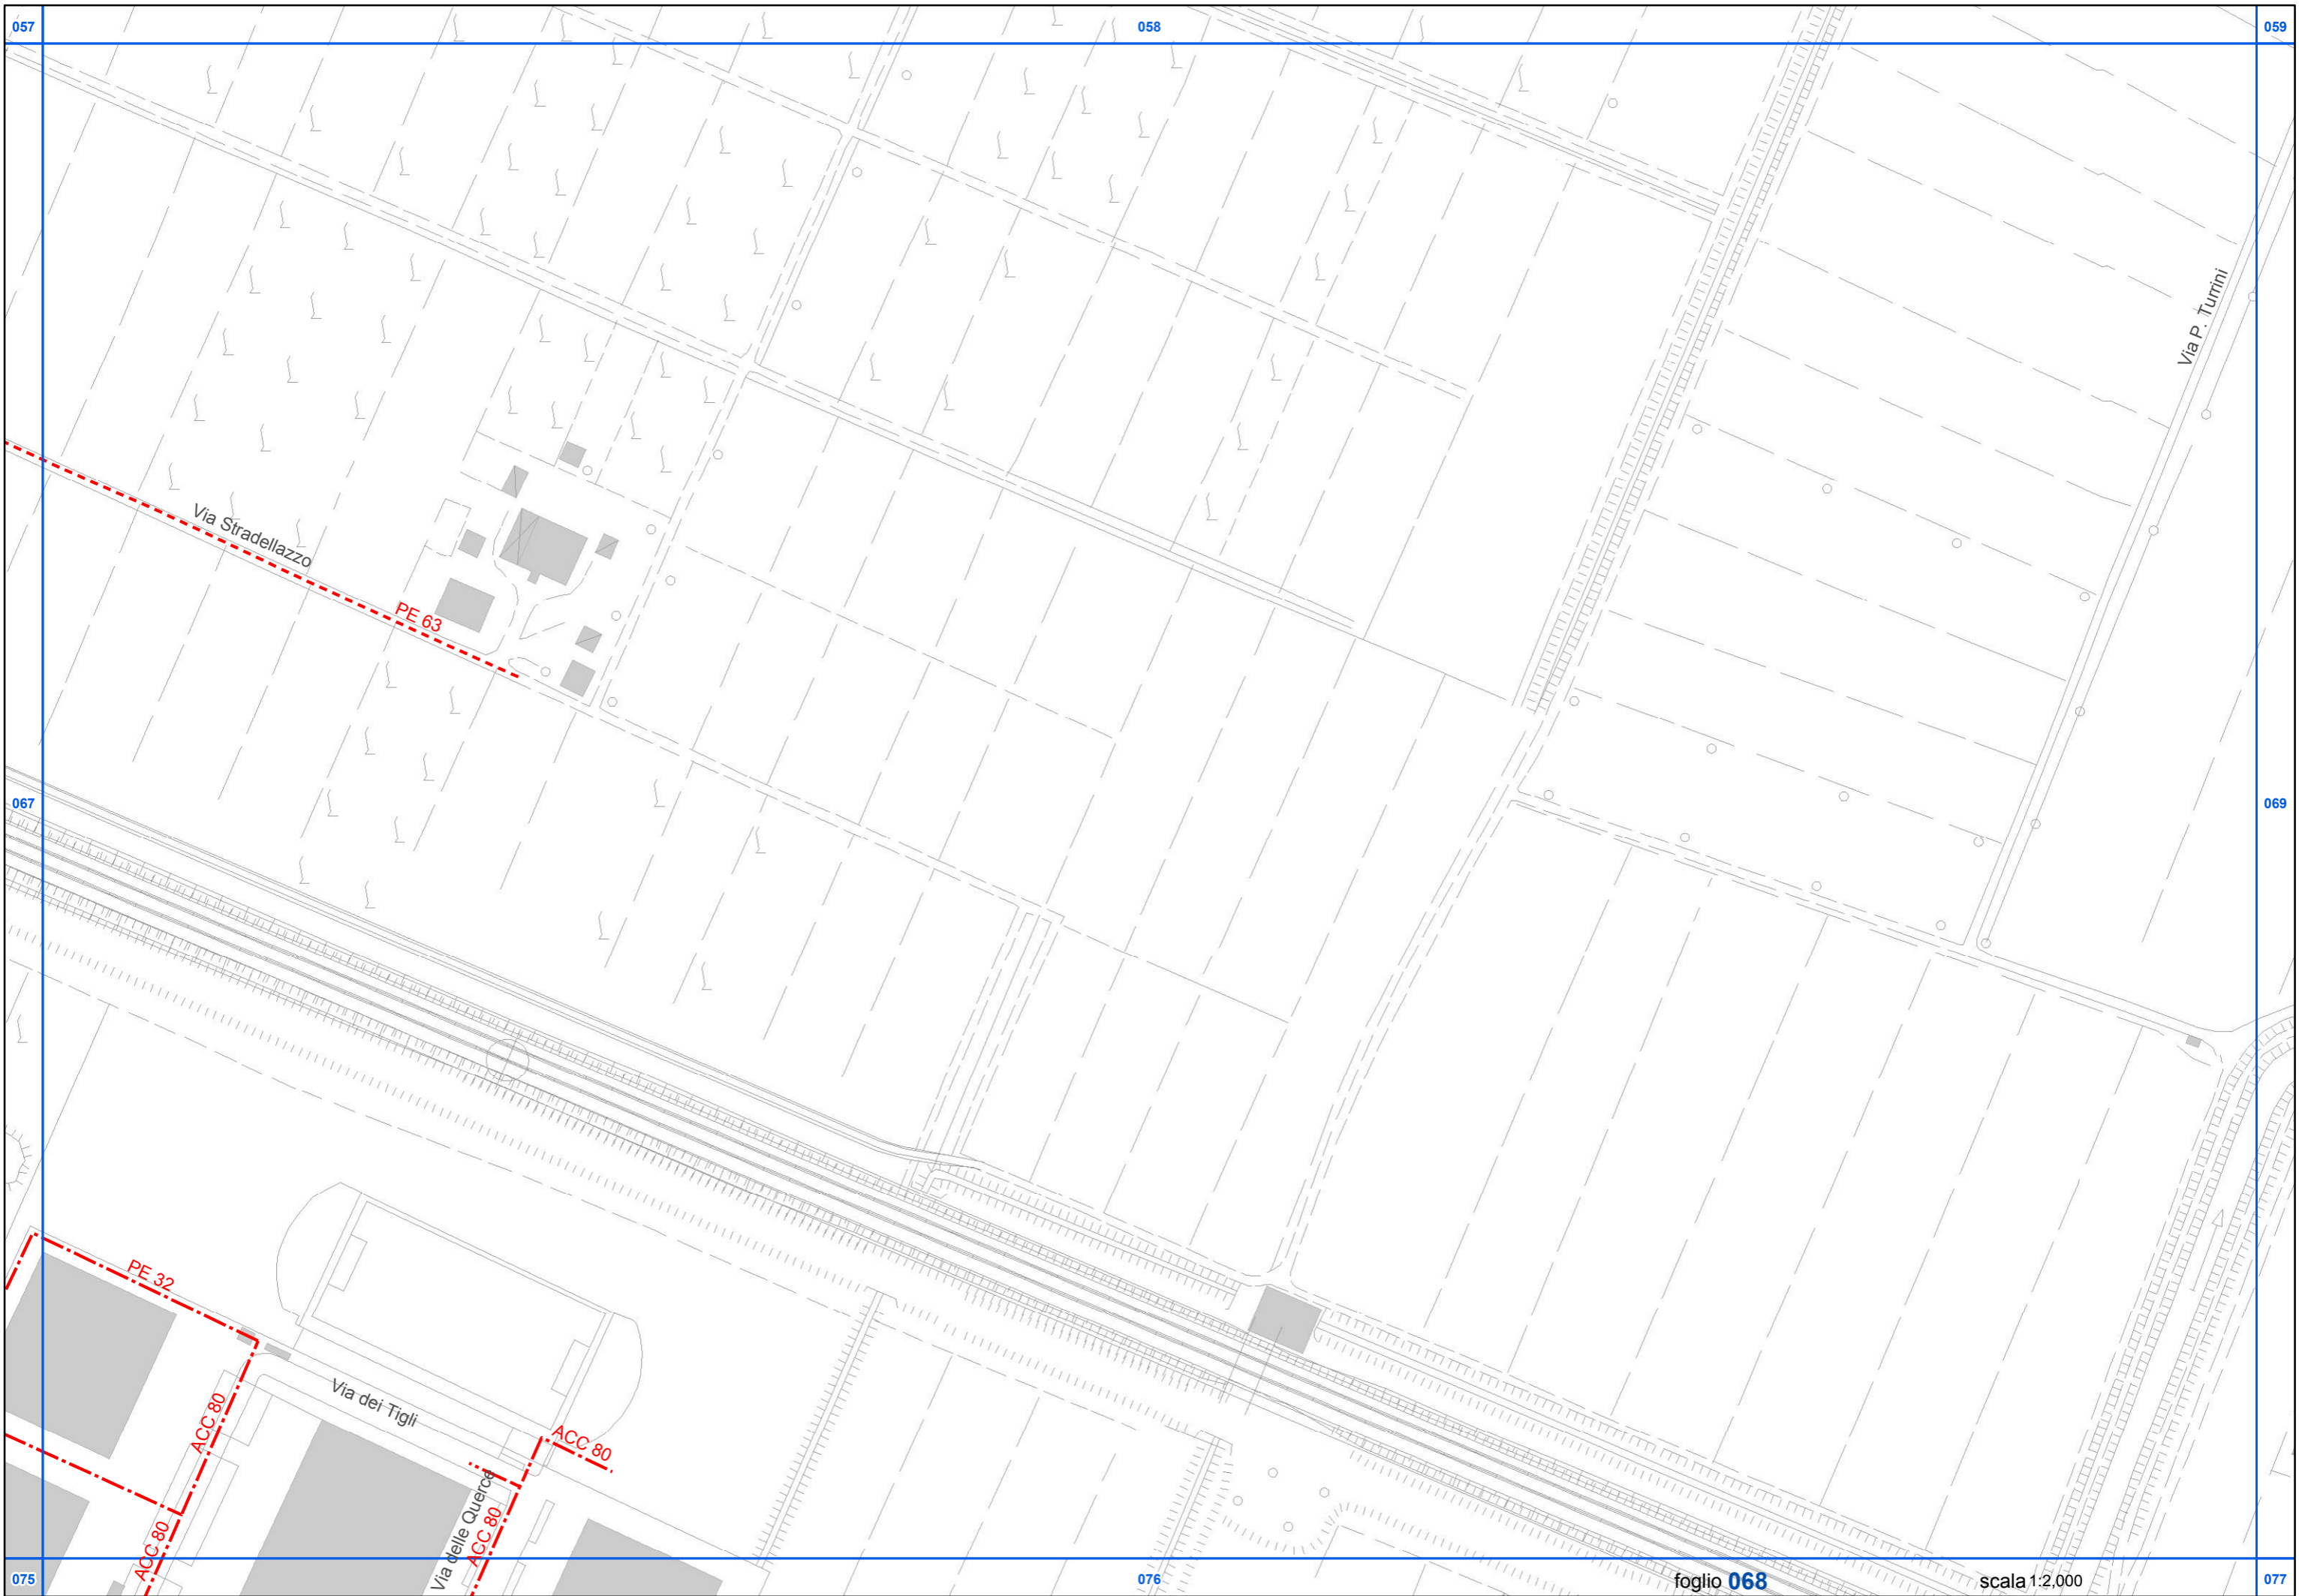 057
058
059
Via P. Turrini
Via Stradellazzo
PE 63
067
069
PE 32
Via dei Tigli
ACC 80
ACC 80
Via delle Querce
ACC 80
ACC 80
075
076
foglio 068
scala 1:2,000
077